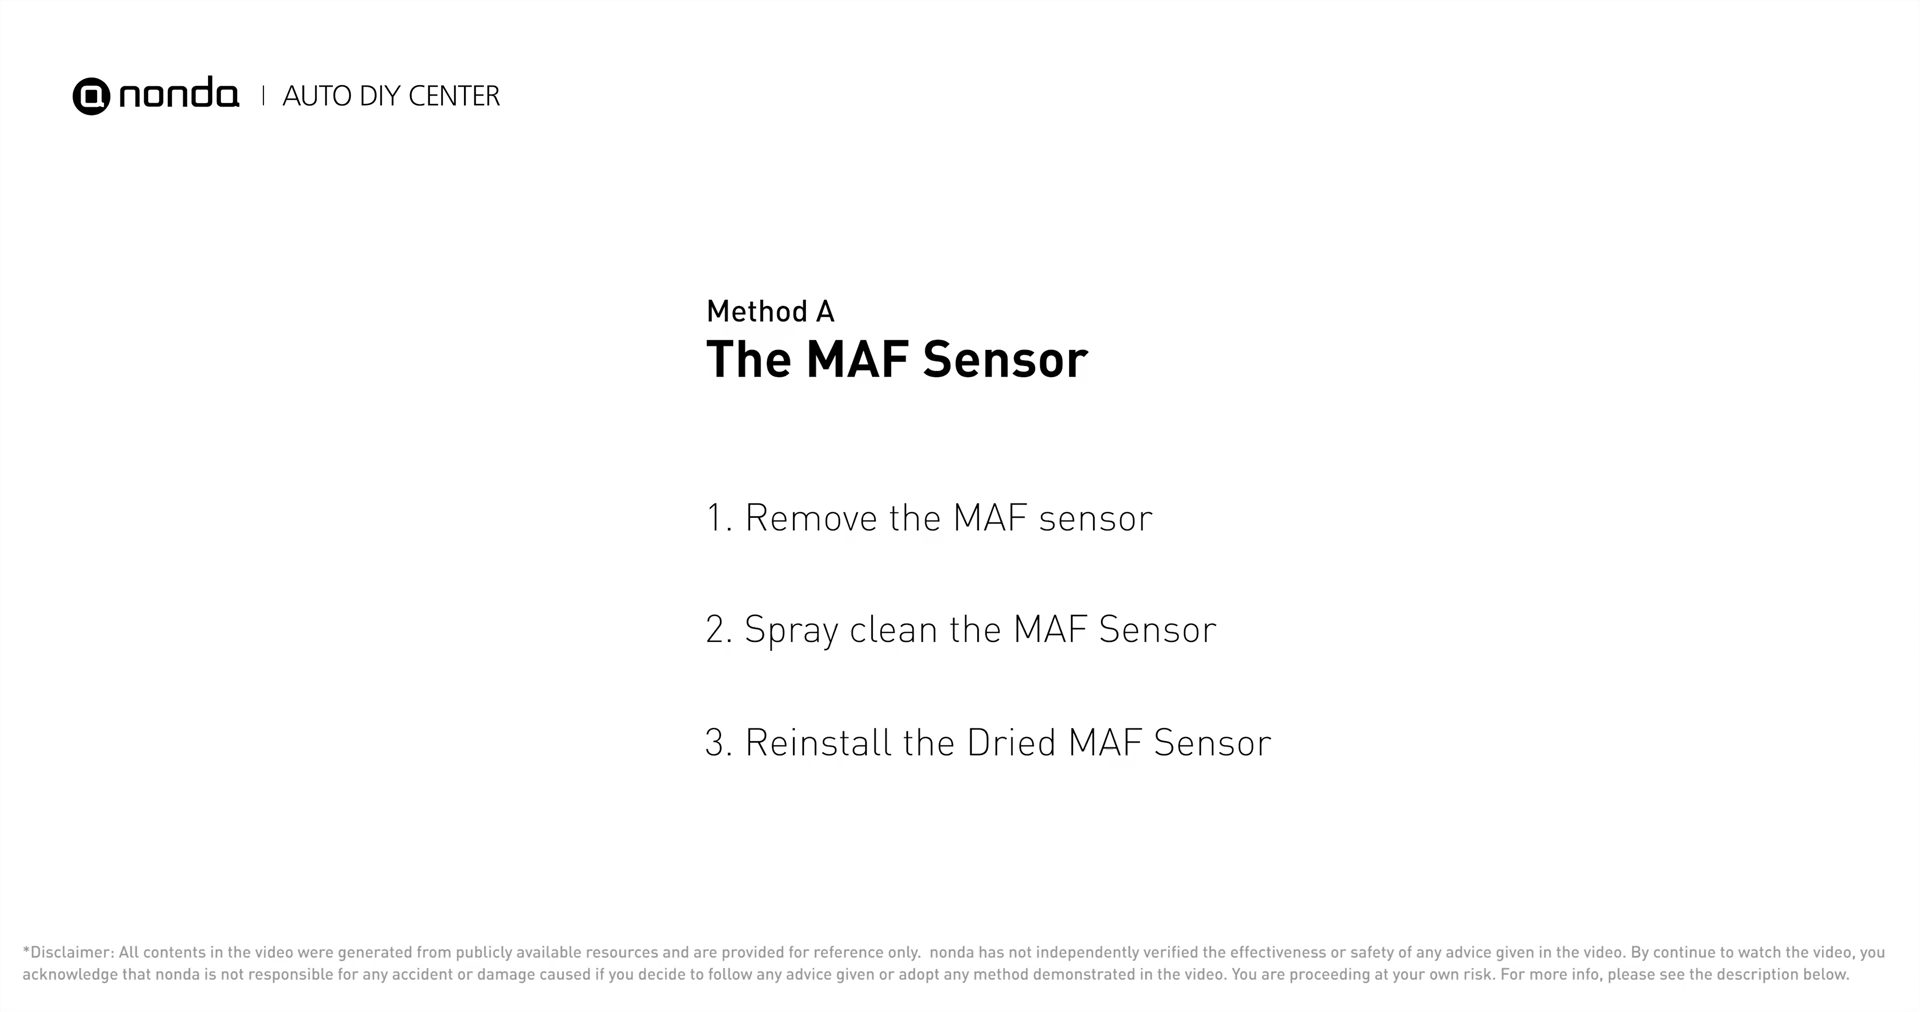 nonda | AUTO DIY CENTER
Method A
The MAF Sensor
1. Remove the MAF sensor
2. Spray clean the MAF Sensor
3. Reinstall the Dried MAF Sensor
*Disclaimer: All contents in the video were generated from publicly available resources and are provided for reference only.  nonda has not independently verified the effectiveness or safety of any advice given in the video. By continue to watch the video, you
acknowledge that nonda is not responsible for any accident or damage caused if you decide to follow any advice given or adopt any method demonstrated in the video. You are proceeding at your own risk. For more info, please see the description below.